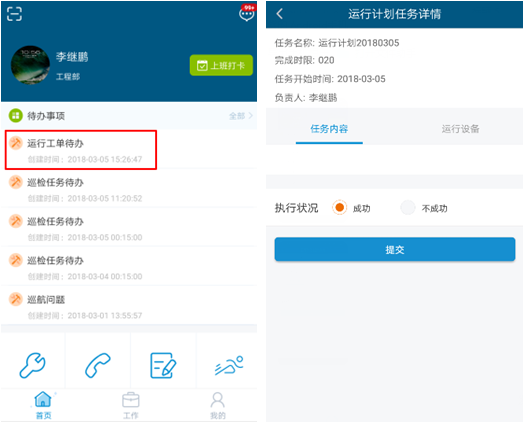 99+
李继鹏
工程部
上班打卡
待办事项
全部
运行工单待办
创建时间：2018-03-05 15:26:47
巡检任务待办
创建时间：2018-03-05 11:20:52
巡检任务待办
创建时间：2018-03-05 00:15:00
巡检任务待办
创建时间：2018-03-04 00:15:00
巡航问题
创建时间：2018-03-01 13:55:57
首页
工作
我的
运行计划任务详情
任务名称: 运行计划20180305
完成时限: 020
任务开始时间: 2018-03-05
负责人: 李继鹏
任务内容
运行设备
执行状况
成功
不成功
提交